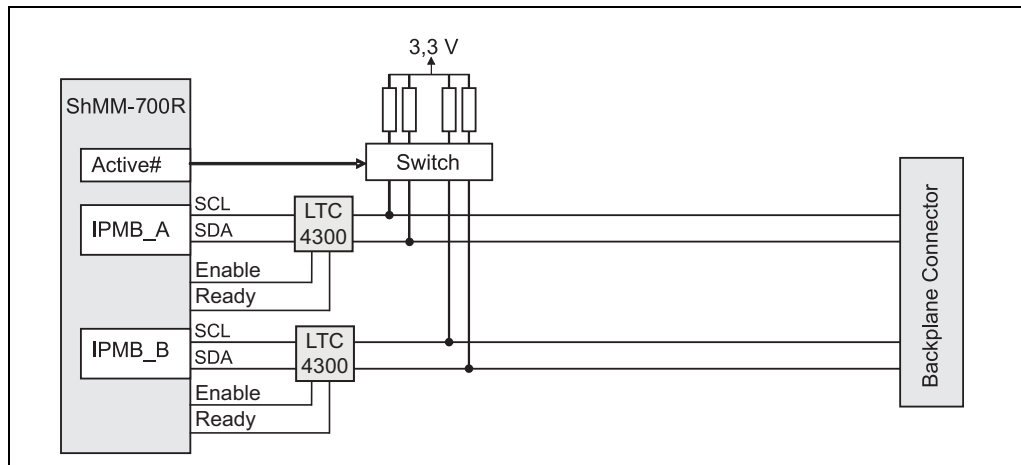 3,3 V
ShMM-700R
Active#
Switch
IPMB_A
SCL
SDA
LTC
4300
Enable
Ready
IPMB_B
SCL
SDA
LTC
4300
Enable
Ready
Backplane Connector